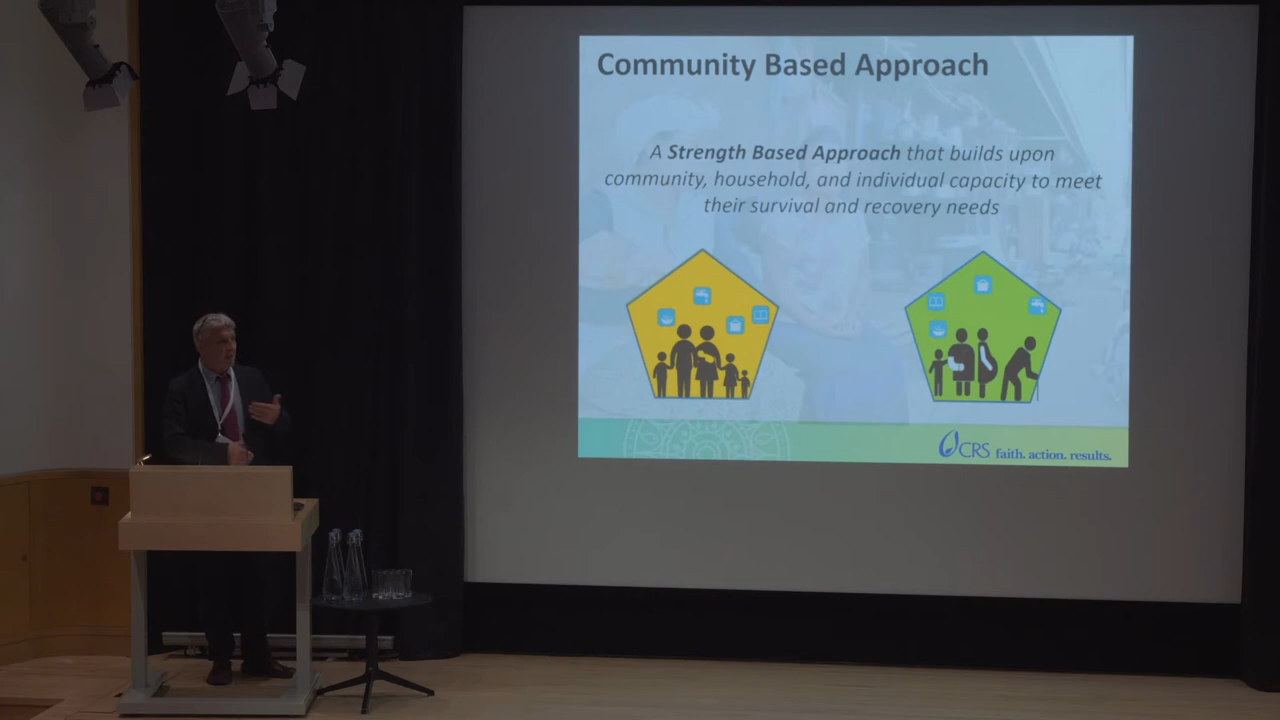 Community Based Approach
A Strength Based Approach that builds upon
community, household, and individual capacity to meet
their survival and recovery needs
CRS faith. action. results.